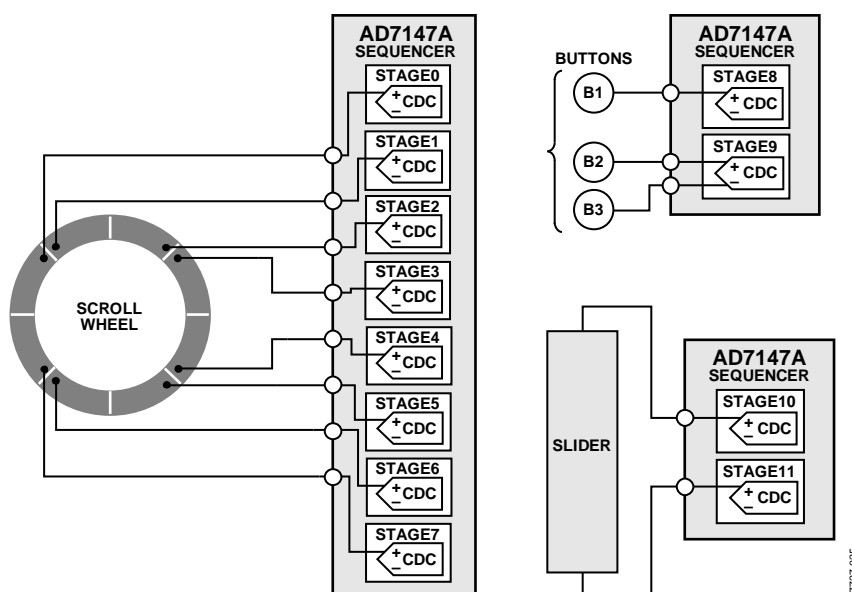 AD7147A
SEQUENCER
STAGE0
+
–
CDC
STAGE1
+
–
CDC
STAGE2
+
–
CDC
STAGE3
+
–
CDC
STAGE4
+
–
CDC
STAGE5
+
–
CDC
STAGE6
+
–
CDC
STAGE7
+
–
CDC
SCROLL
WHEEL
BUTTONS
B1
B2
B3
AD7147A
SEQUENCER
STAGE8
+
–
CDC
STAGE9
+
–
CDC
SLIDER
AD7147A
SEQUENCER
STAGE10
+
–
CDC
STAGE11
+
–
CDC